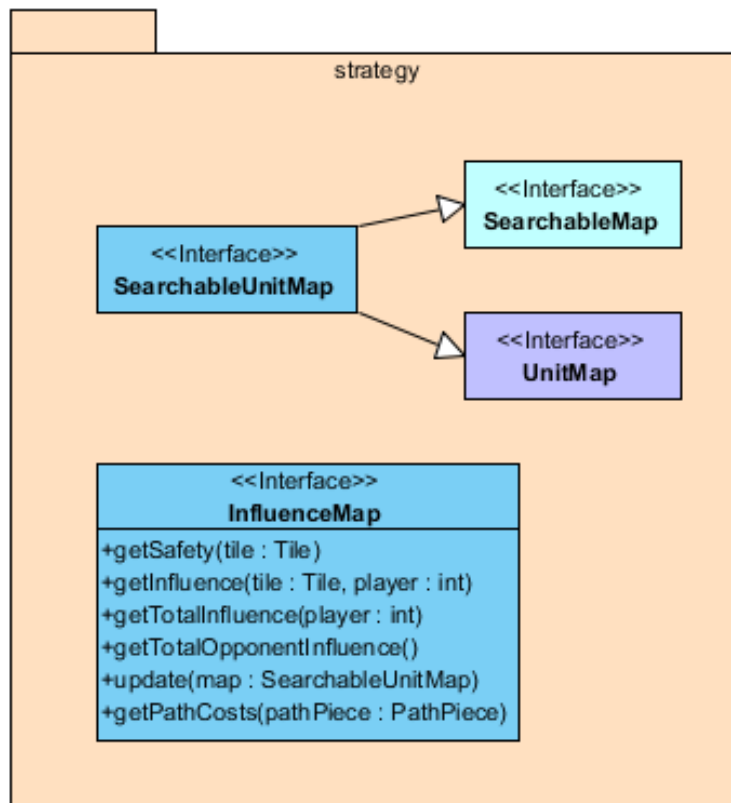 strategy
<<Interface>>
SearchableMap
<<Interface>>
SearchableUnitMap
<<Interface>>
UnitMap
<<Interface>>
InfluenceMap
+getSafety(tile : Tile)
+getInfluence(tile : Tile, player : int)
+getTotalInfluence(player : int)
+getTotalOpponentInfluence()
+update(map : SearchableUnitMap)
+getPathCosts(pathPiece : PathPiece)